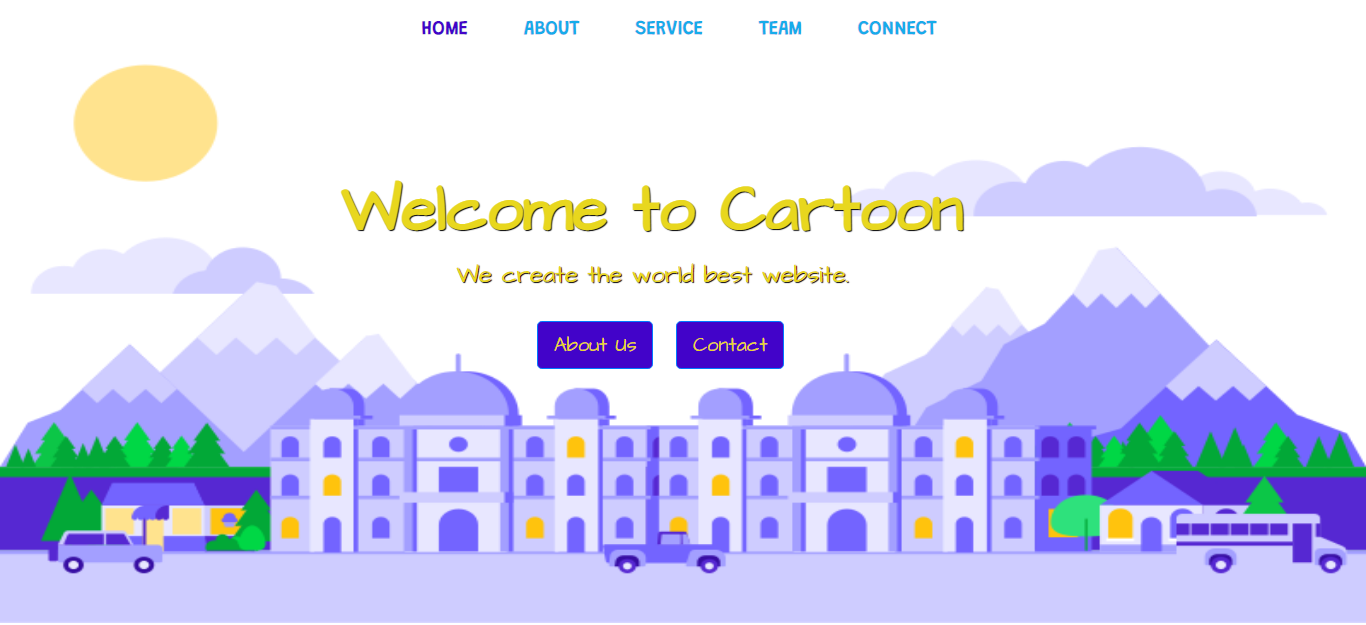 HOME ABOUT SERVICE TEAM CONNECT
Welcome to Cartoon
We create the world best website.
About Us Contact